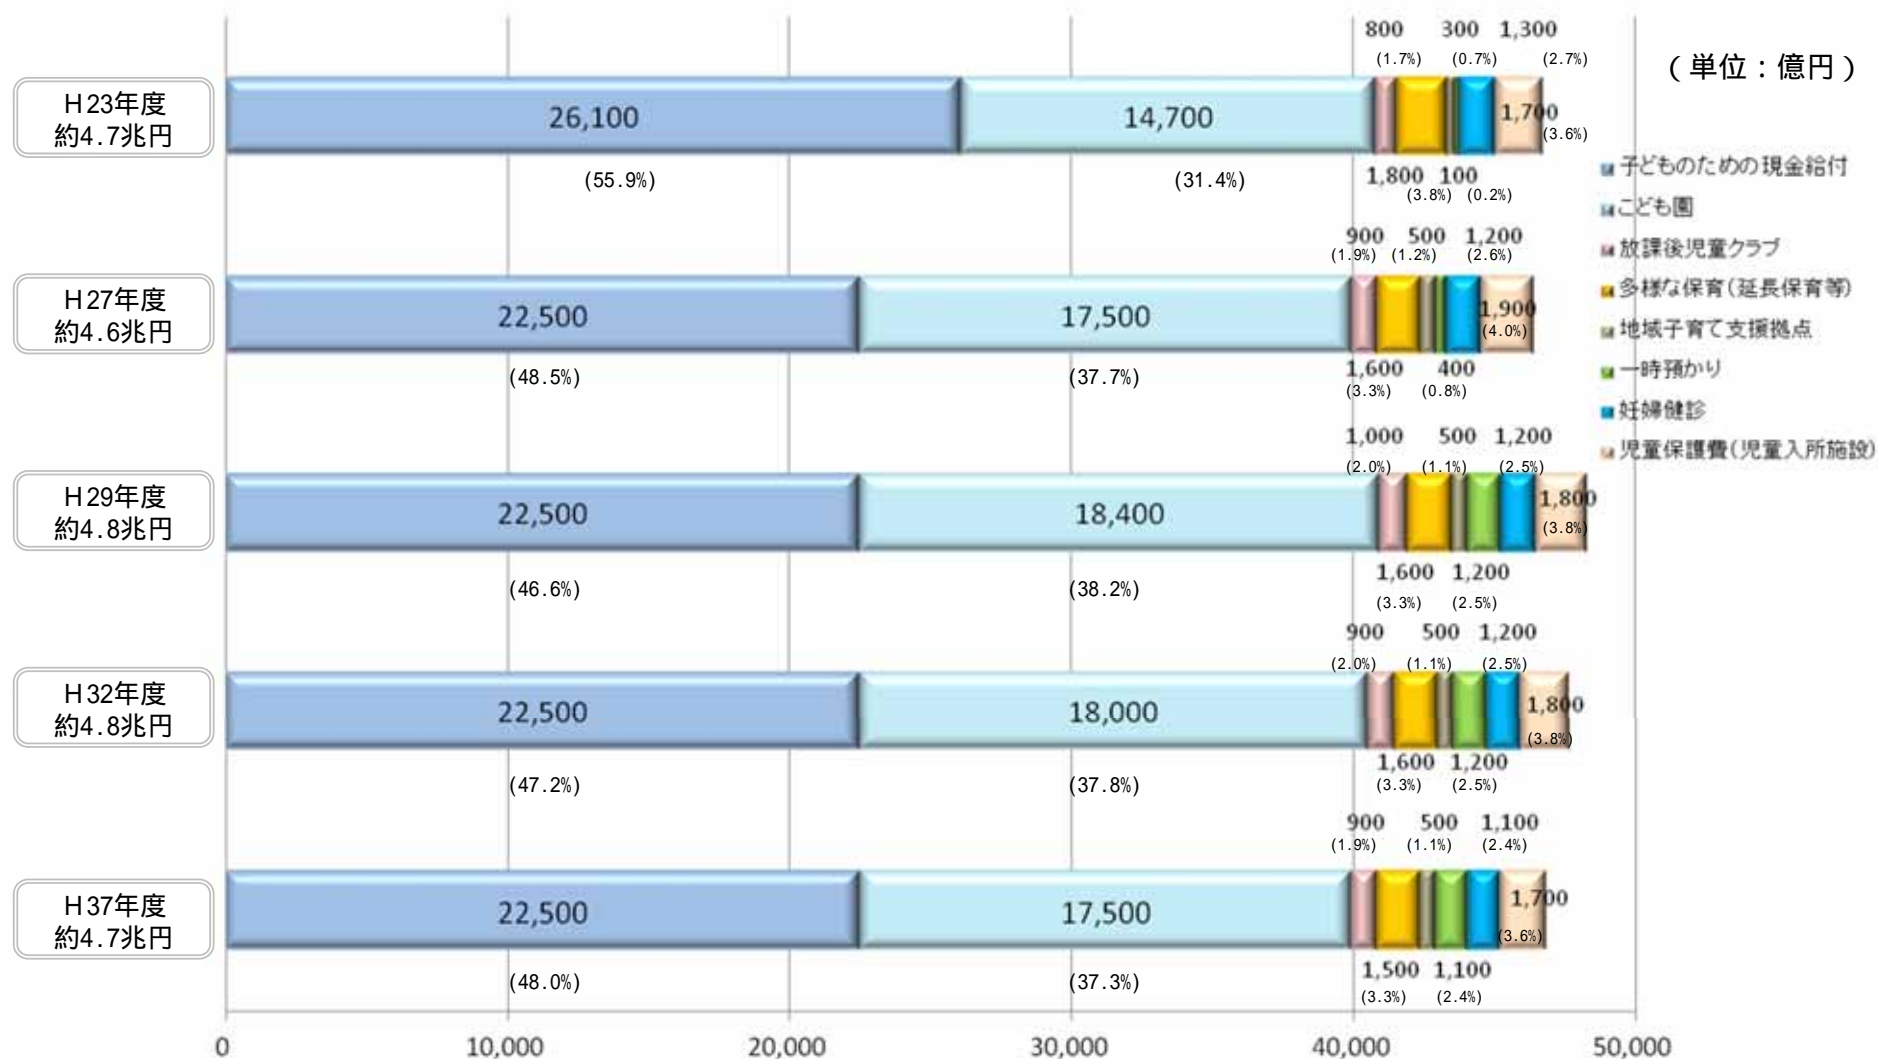 800 300 1,300
(1.7%) (0.7%) (2.7%)
（単位：億円）
H23年度
約4.7兆円
26,100 14,700 1,700
(3.6%)
(55.9%) (31.4%)
1,800 100
(3.8%) (0.2%)
900 500 1,200
(1.9%) (1.2%) (2.6%)
H27年度
約4.6兆円
22,500 17,500 1,900
(4.0%)
(48.5%) (37.7%)
1,600 400
(3.3%) (0.8%)
1,000 500 1,200
(2.0%) (1.1%) (2.5%)
H29年度
約4.8兆円
22,500 18,400 1,800
(3.8%)
(46.6%) (38.2%)
1,600 1,200
(3.3%) (2.5%)
900 500 1,200
(2.0%) (1.1%) (2.5%)
H32年度
約4.8兆円
22,500 18,000 1,800
(3.8%)
(47.2%) (37.8%)
1,600 1,200
(3.3%) (2.5%)
900 500 1,100
(1.9%) (1.1%) (2.4%)
H37年度
約4.7兆円
22,500 17,500 1,700
(3.6%)
(48.0%) (37.3%)
1,500 1,100
(3.3%) (2.4%)
0 10,000 20,000 30,000 40,000 50,000
子どものための現金給付
こども園
放課後児童クラブ
多様な保育（延長保育等）
地域子育て支援拠点
一時預かり
妊婦健診
児童保護費（児童入所施設）